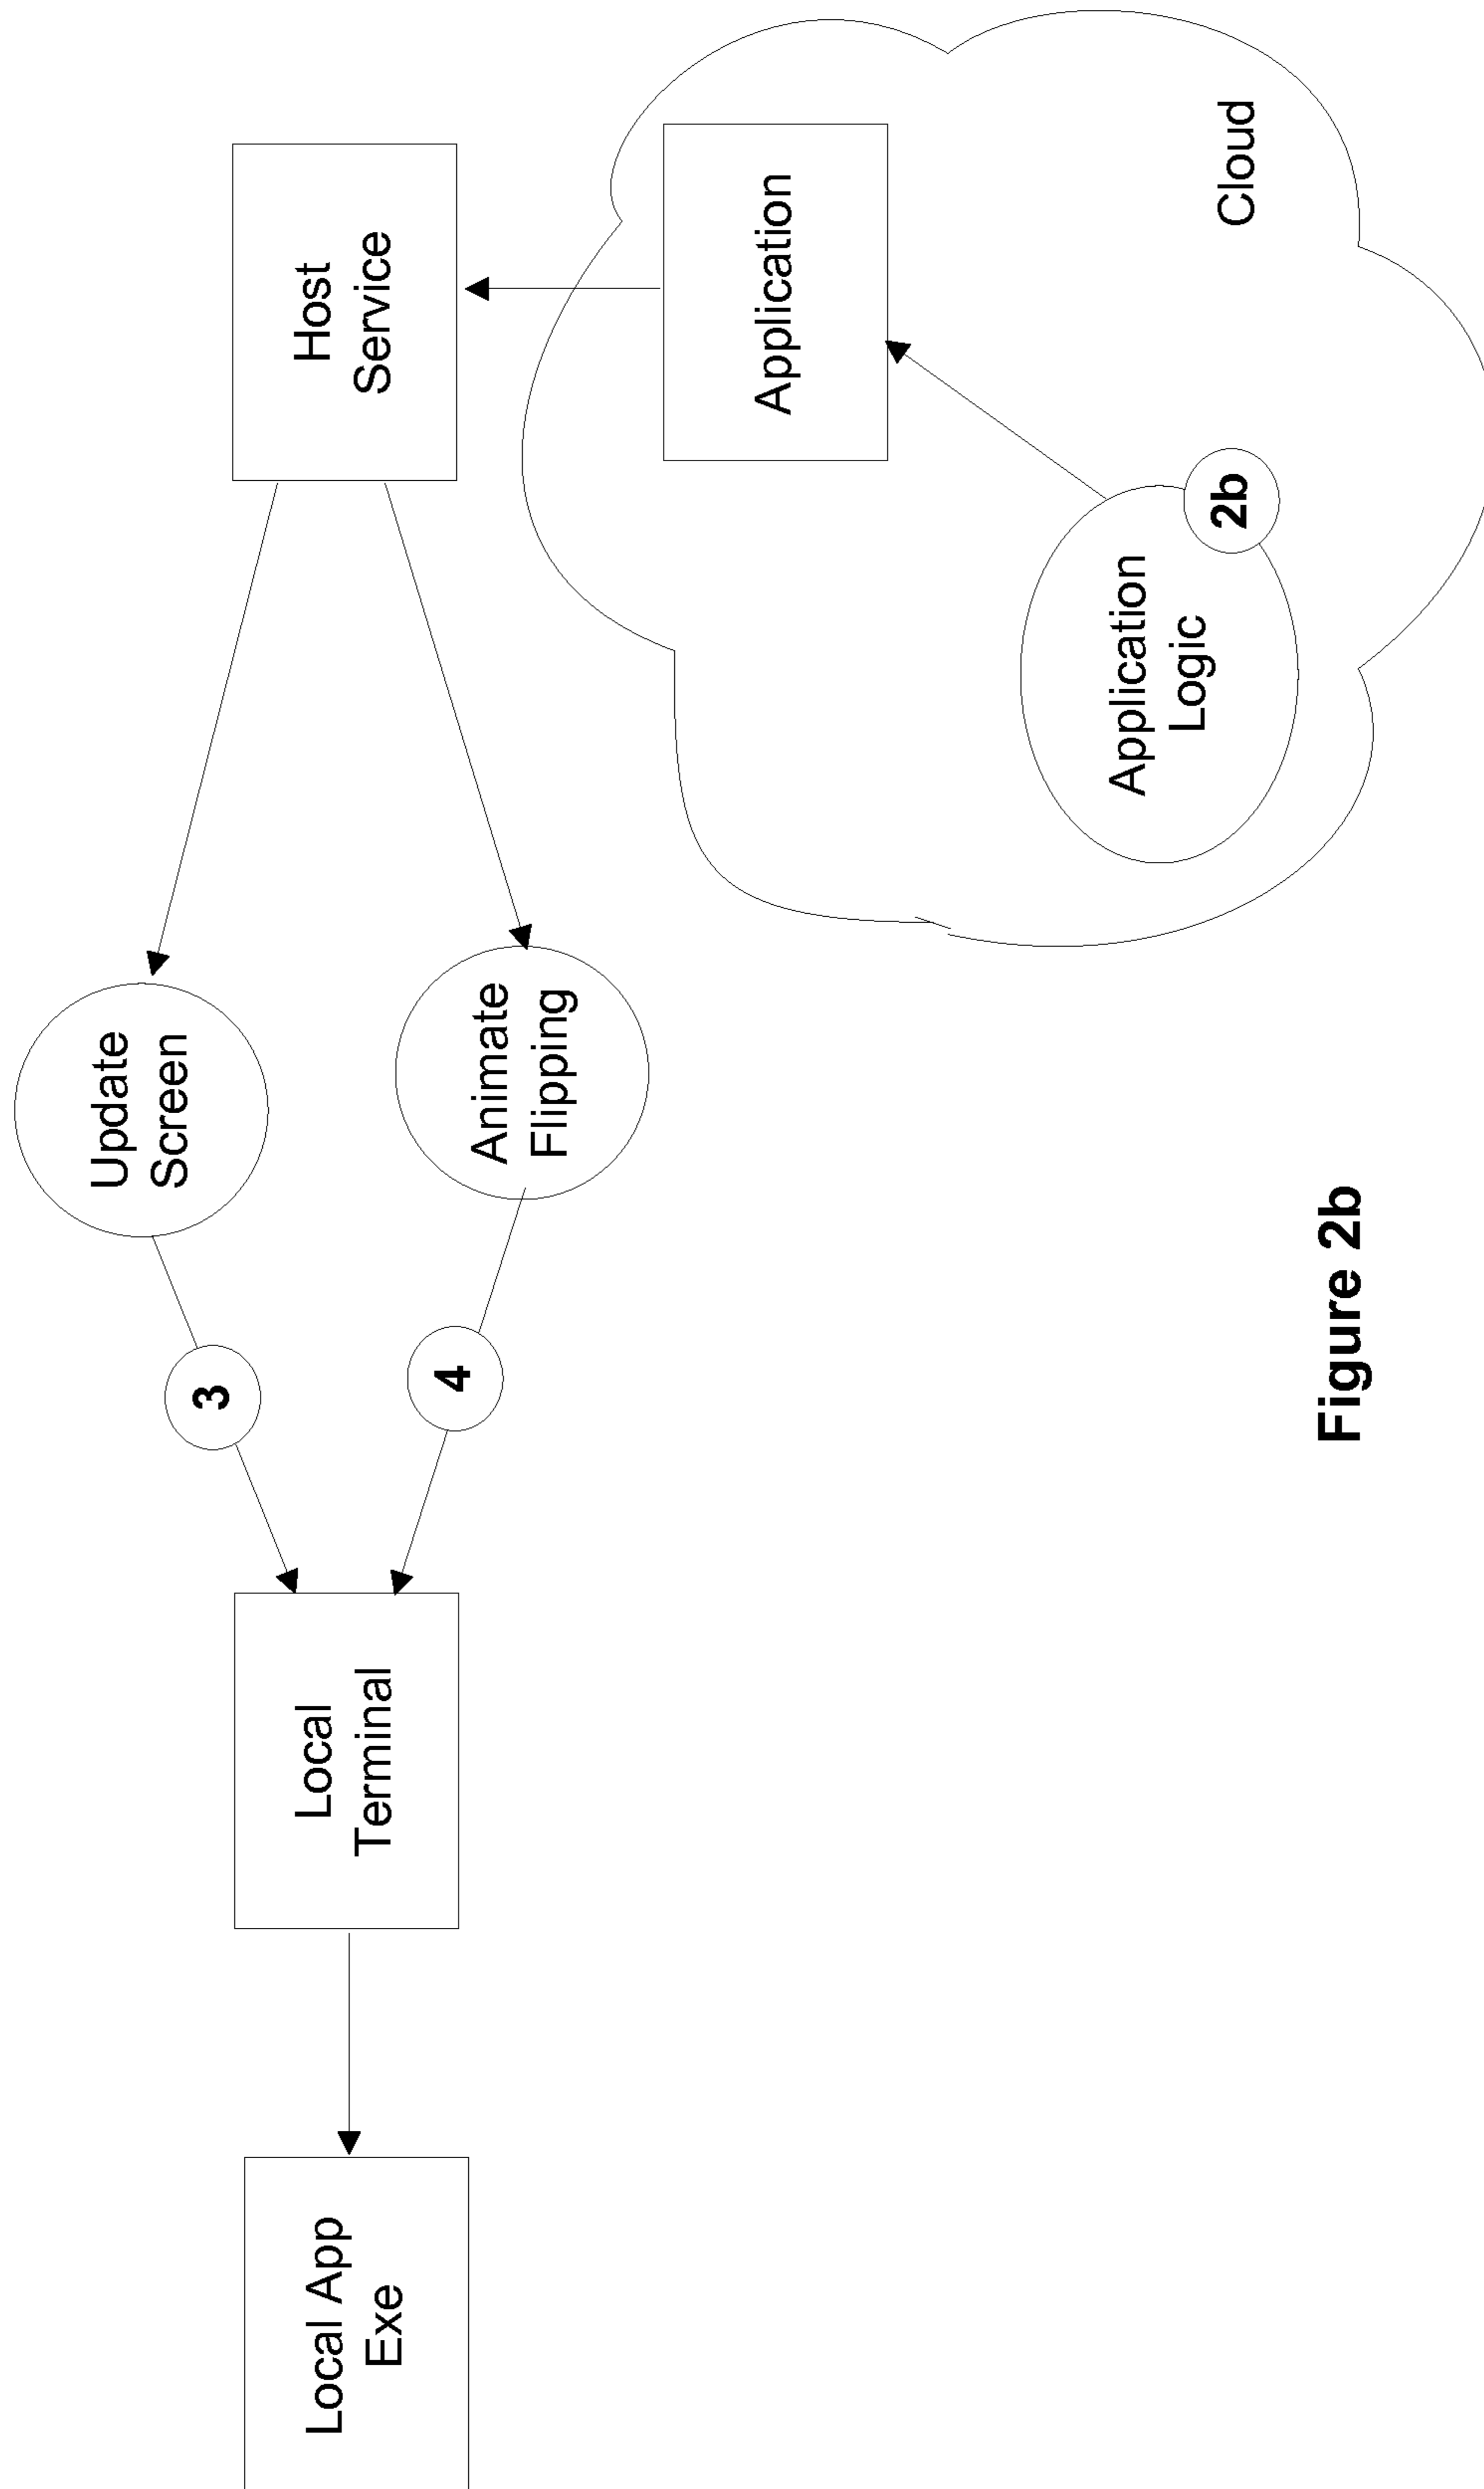 Update
Screen
Host
Service
Local
Terminal
Local App
Exe
3
4
Animate
Flipping
Application
Application
Logic
2b
Cloud
Figure 2b